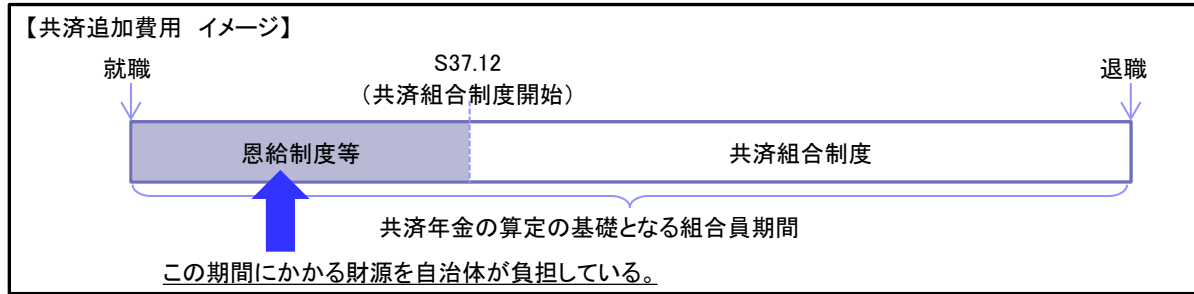 【共済追加費用　イメージ】
就職
S37.12
（共済組合制度開始）
退職
恩給制度等
共済組合制度
共済年金の算定の基礎となる組合員期間
この期間にかかる財源を自治体が負担している。